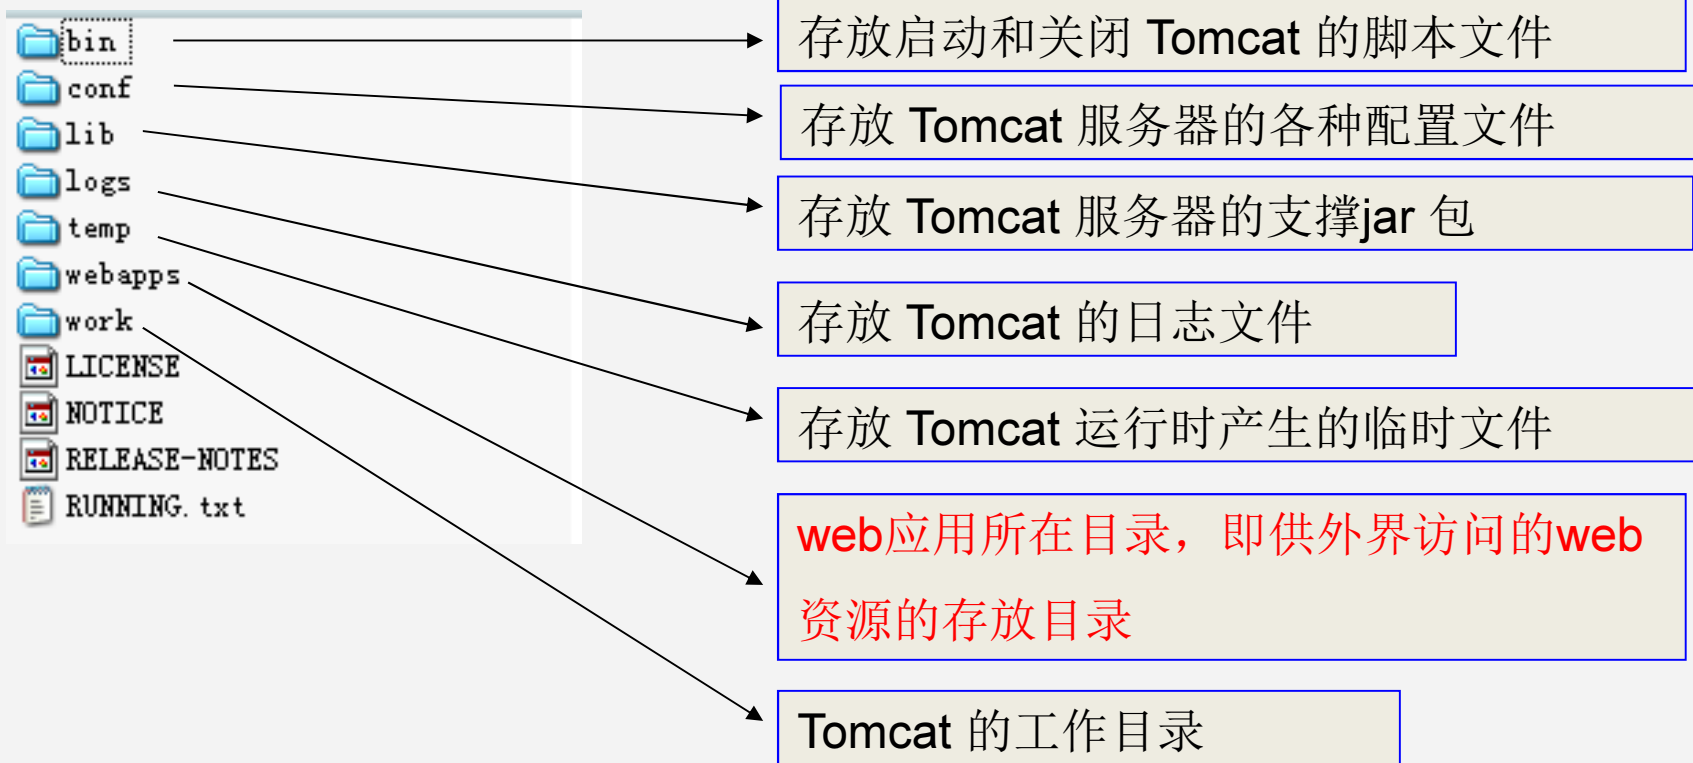 bin
conf
lib
logs
temp
webapps
work
LICENSE
NOTICE
RELEASE-NOTES
RUNNING.txt
存放启动和关闭 Tomcat 的脚本文件
存放 Tomcat 服务器的各种配置文件
存放 Tomcat 服务器的支撑jar 包
存放 Tomcat 的日志文件
存放 Tomcat 运行时产生的临时文件
web应用所在目录，即供外界访问的web
资源的存放目录
Tomcat 的工作目录